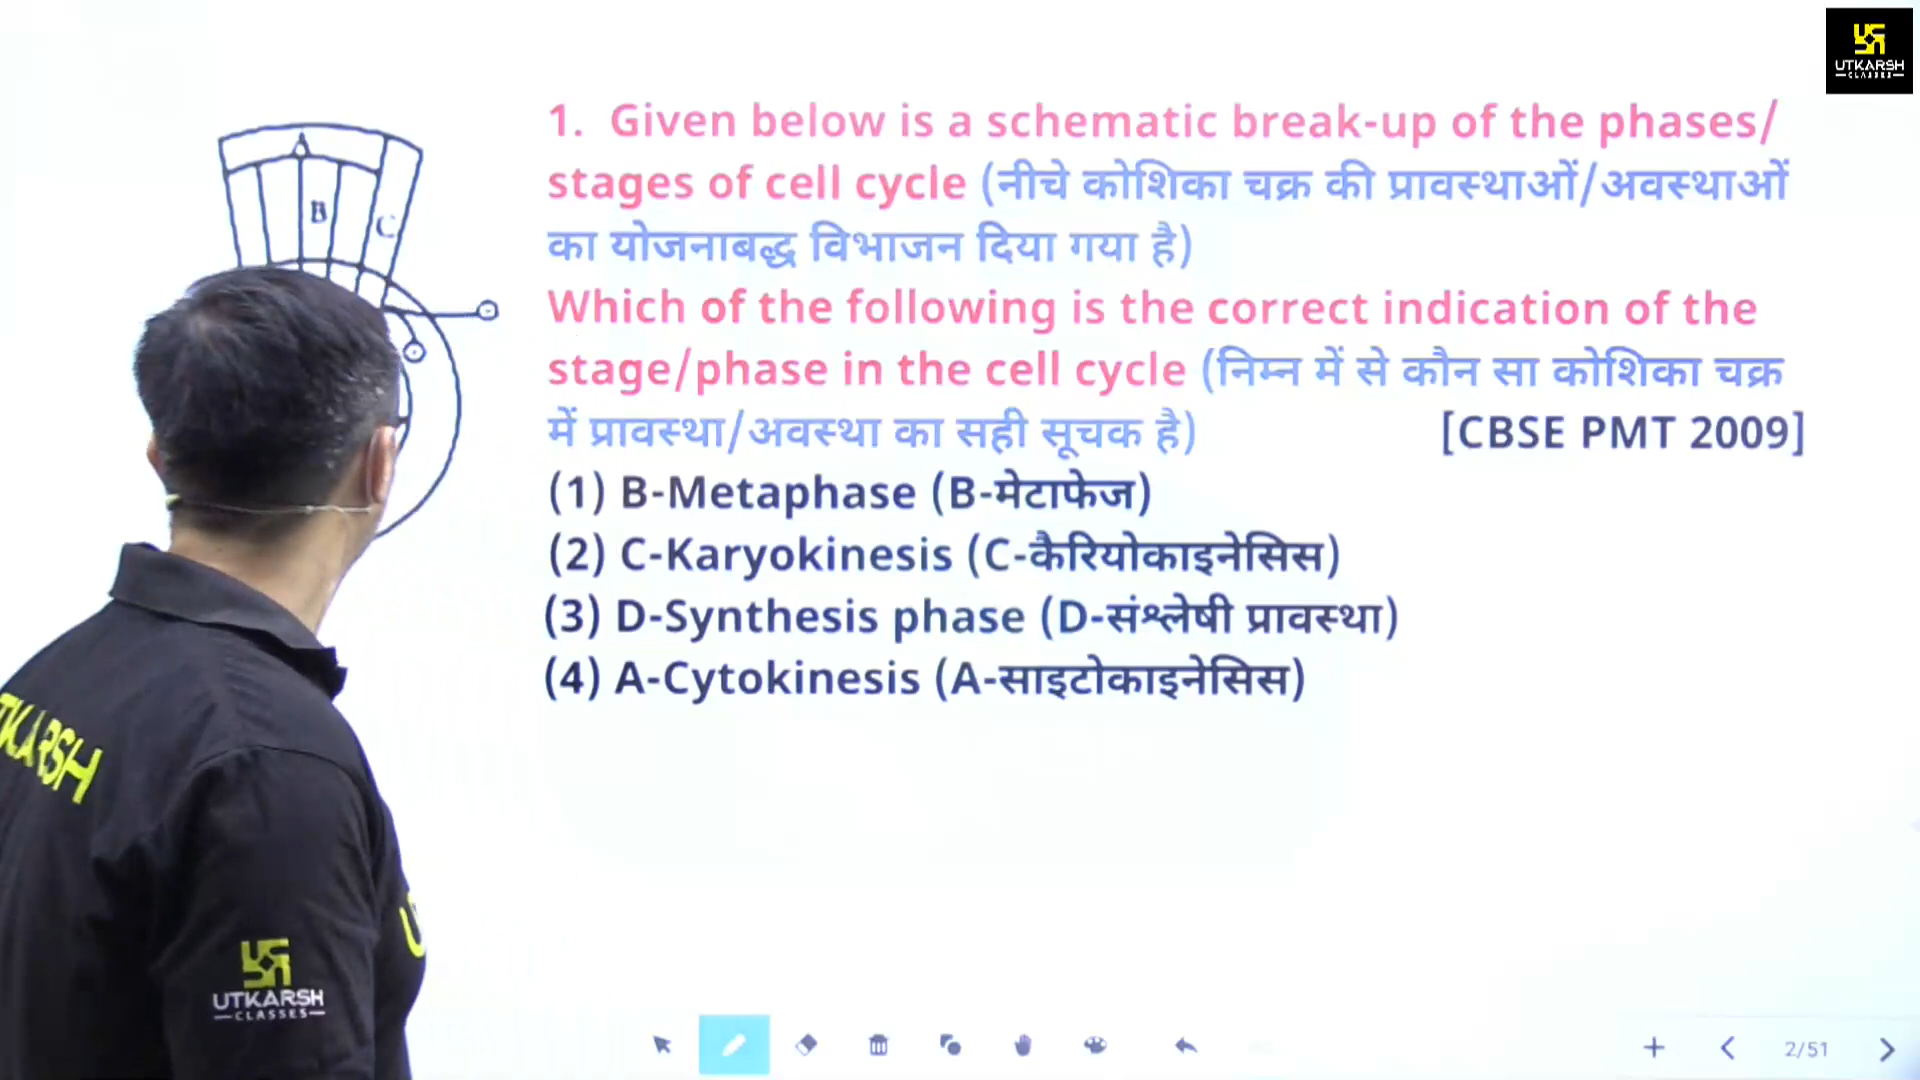 UTKARSH
CLASSES
1. Given below is a schematic break-up of the phases/
stages of cell cycle (नीचे कोशिका चक्र की प्रावस्थाओं/अवस्थाओं
का योजनाबद्ध विभाजन दिया गया है)
Which of the following is the correct indication of the
stage/phase in the cell cycle (निम्न में से कौन सा कोशिका चक्र
में प्रावस्था/अवस्था का सही सूचक है) [CBSE PMT 2009]
(1) B-Metaphase (B-मेटाफेज)
(2) C-Karyokinesis (C-कैरियोकाइनेसिस)
(3) D-Synthesis phase (D-संश्लेषी प्रावस्था)
(4) A-Cytokinesis (A-साइटोकाइनेसिस)
A
B
C
UTKARSH
CLASSES
2/51